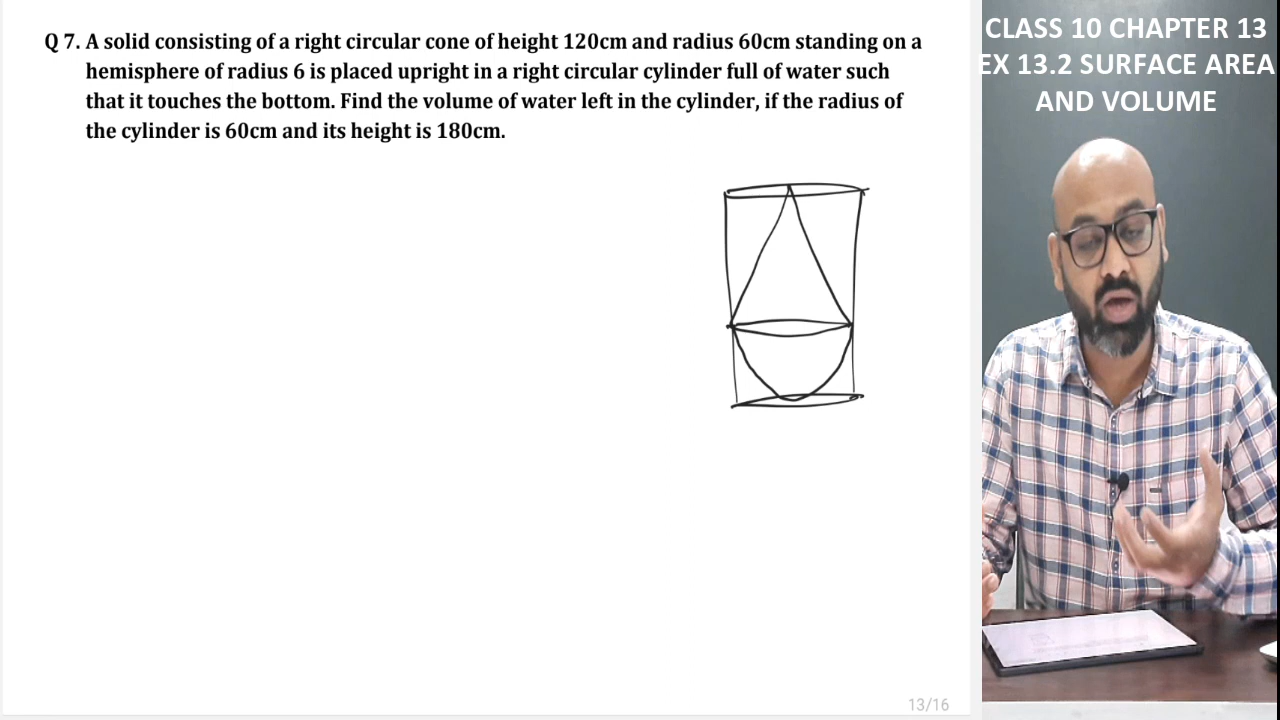 Q 7. A solid consisting of a right circular cone of height 120cm and radius 60cm standing on a
hemisphere of radius 6 is placed upright in a right circular cylinder full of water such
that it touches the bottom. Find the volume of water left in the cylinder, if the radius of
the cylinder is 60cm and its height is 180cm.
CLASS 10 CHAPTER 13
EX 13.2 SURFACE AREA
AND VOLUME
13/16